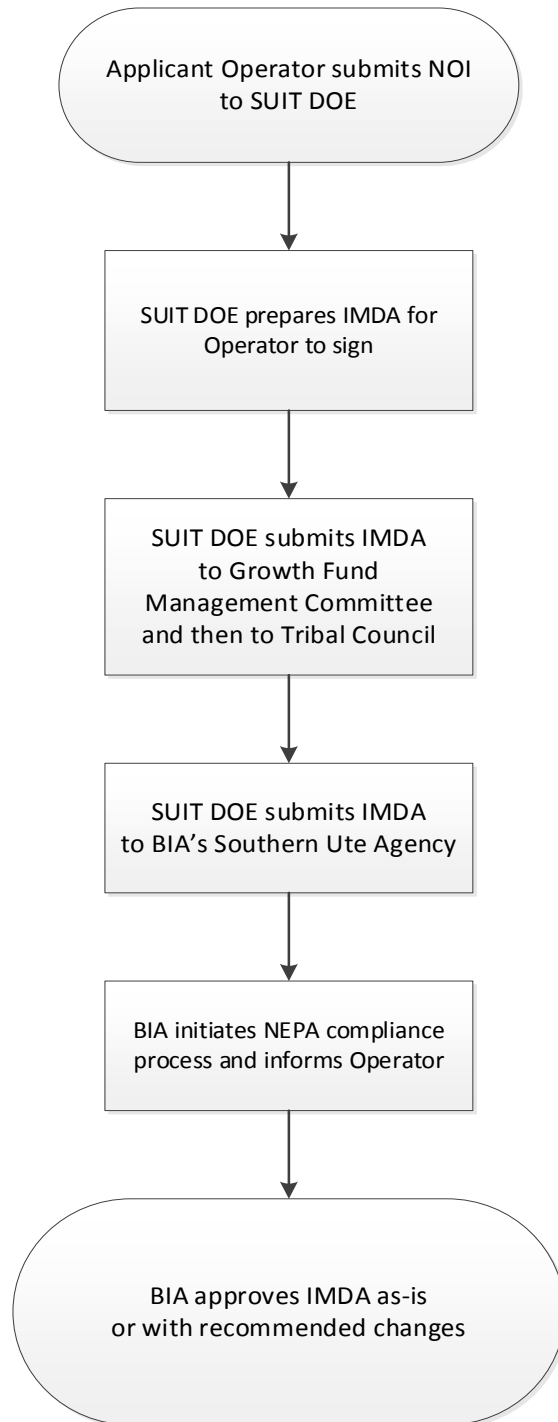 Applicant Operator submits NOI
to SUIT DOE
SUIT DOE prepares IMDA for
Operator to sign
SUIT DOE submits IMDA
to Growth Fund
Management Committee
and then to Tribal Council
SUIT DOE submits IMDA
to BIA’s Southern Ute Agency
BIA initiates NEPA compliance
process and informs Operator
BIA approves IMDA as-is
or with recommended changes